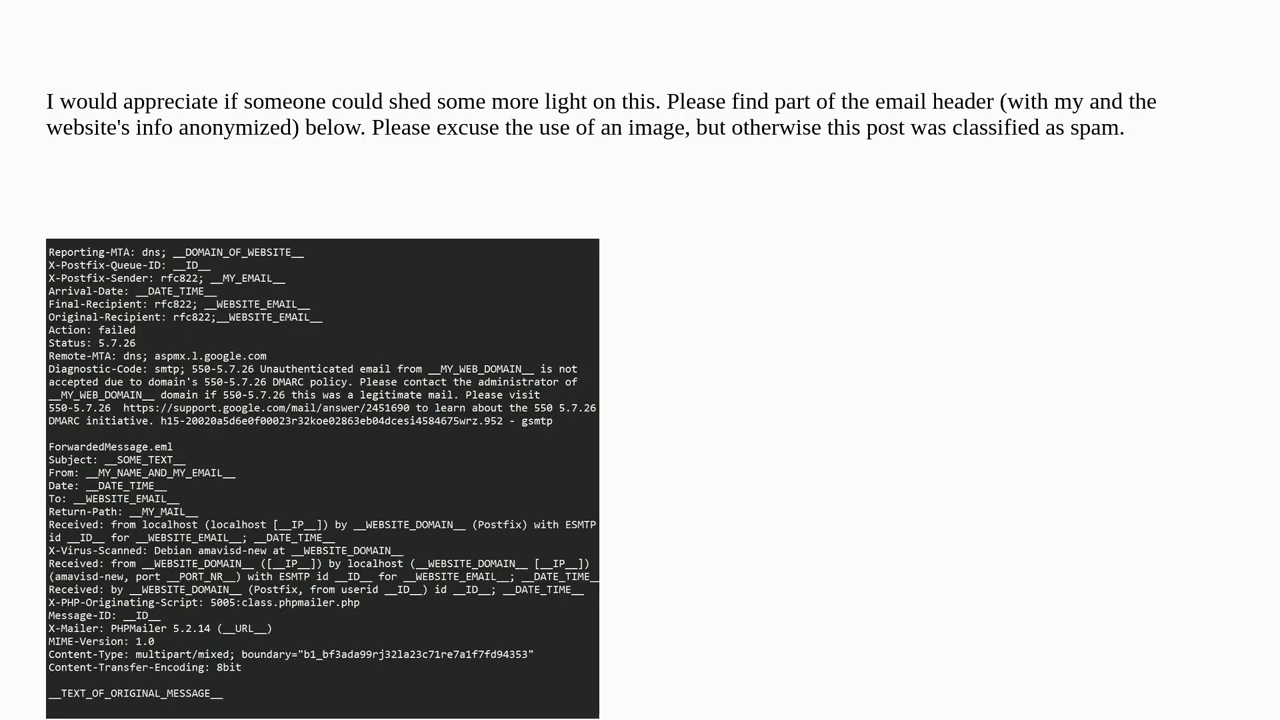 I would appreciate if someone could shed some more light on this. Please find part of the email header (with my and the
website's info anonymized) below. Please excuse the use of an image, but otherwise this post was classified as spam.
Reporting-MTA: dns; __DOMAIN_OF_WEBSITE__
X-Postfix-Queue-ID: __ID__
X-Postfix-Sender: rfc822; __MY_EMAIL__
Arrival-Date: __DATE_TIME__
Final-Recipient: rfc822; __WEBSITE_EMAIL__
Original-Recipient: rfc822;__WEBSITE_EMAIL__
Action: failed
Status: 5.7.26
Remote-MTA: dns; aspmx.l.google.com
Diagnostic-Code: smtp; 550-5.7.26 Unauthenticated email from __MY_WEB_DOMAIN__ is not
accepted due to domain's 550-5.7.26 DMARC policy. Please contact the administrator of
__MY_WEB_DOMAIN__ domain if 550-5.7.26 this was a legitimate mail. Please visit
550-5.7.26  https://support.google.com/mail/answer/2451690 to learn about the 550 5.7.26
DMARC initiative. h15-20020a5d6e0f00023r32koe02863eb04dcesi4584675wrz.952 - gsmtp
ForwardedMessage.eml
Subject: __SOME_TEXT__
From: __MY_NAME_AND_MY_EMAIL__
Date: __DATE_TIME__
To: __WEBSITE_EMAIL__
Return-Path: __MY_MAIL__
Received: from localhost (localhost [__IP__]) by __WEBSITE_DOMAIN__ (Postfix) with ESMTP
id __ID__ for __WEBSITE_EMAIL__; __DATE_TIME__
X-Virus-Scanned: Debian amavisd-new at __WEBSITE_DOMAIN__
Received: from __WEBSITE_DOMAIN__ ([__IP__]) by localhost (__WEBSITE_DOMAIN__ [__IP__])
(amavisd-new, port __PORT_NR__) with ESMTP id __ID__ for __WEBSITE_EMAIL__; __DATE_TIME__
Received: by __WEBSITE_DOMAIN__ (Postfix, from userid __ID__) id __ID__; __DATE_TIME__
X-PHP-Originating-Script: 5005:class.phpmailer.php
Message-ID: __ID__
X-Mailer: PHPMailer 5.2.14 (__URL__)
MIME-Version: 1.0
Content-Type: multipart/mixed; boundary="b1_bf3ada99rj32la23c71re7a1f7fd94353"
Content-Transfer-Encoding: 8bit
__TEXT_OF_ORIGINAL_MESSAGE__